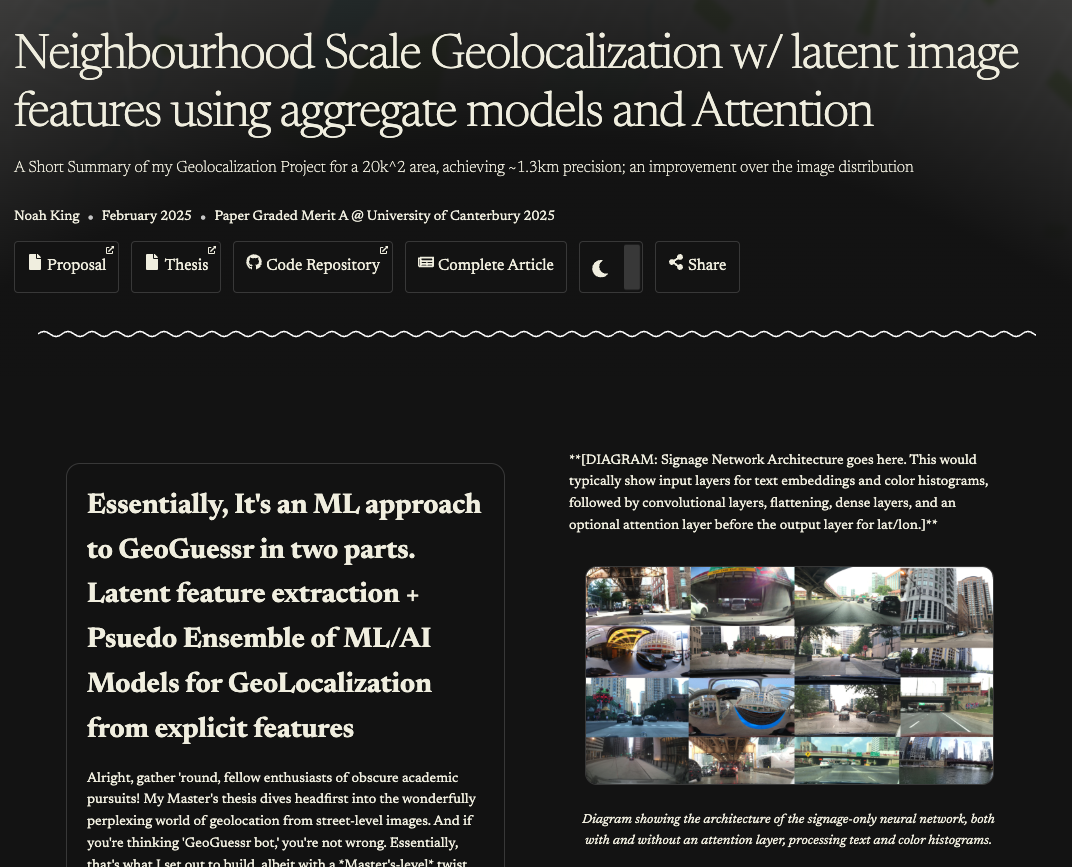 Neighbourhood Scale Geolocalization w/ latent image
features using aggregate models and Attention
A Short Summary of my Geolocalization Project for a 20k^2 area, achieving ~1.3km precision; an improvement over the image distribution
Noah King • February 2025 • Paper Graded Merit A @ University of Canterbury 2025
Proposal
Thesis
Code Repository
Complete Article
Share
Essentially, It's an ML approach
to GeoGuessr in two parts.
Latent feature extraction +
Psuedo Ensemble of ML/AI
Models for GeoLocalization
from explicit features
Alright, gather 'round, fellow enthusiasts of obscure academic
pursuits! My Master's thesis dives headfirst into the wonderfully
perplexing world of geolocation from street-level images. And if
you're thinking 'GeoGuessr bot,' you're not wrong. Essentially,
that's what I set out to build, albeit with a *Master's-level* twist
**[DIAGRAM: Signage Network Architecture goes here. This would
typically show input layers for text embeddings and color histograms,
followed by convolutional layers, flattening, dense layers, and an
optional attention layer before the output layer for lat/lon.]**
Diagram showing the architecture of the signage-only neural network, both
with and without an attention layer, processing text and color histograms.